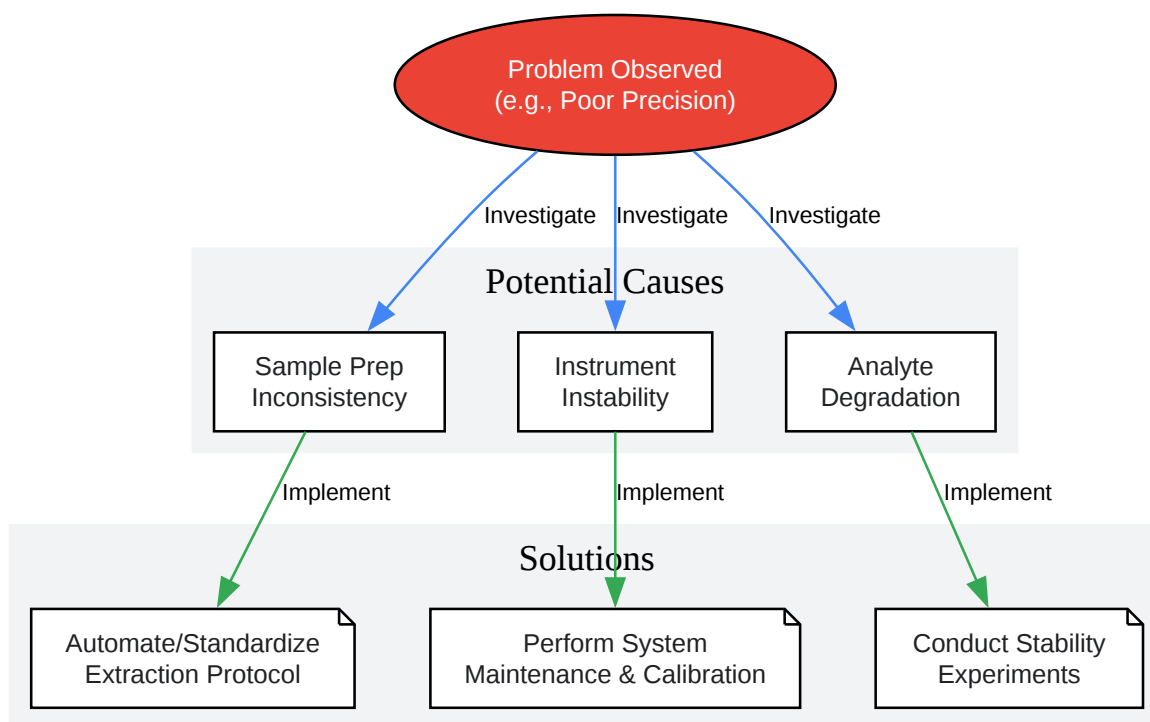 Problem Observed
(e.g., Poor Precision)
Investigate
Investigate
Investigate
Potential Causes
Sample Prep
Inconsistency
Instrument
Instability
Analyte
Degradation
Implement
Implement
Implement
Solutions
Automate/Standardize
Extraction Protocol
Perform System
Maintenance & Calibration
Conduct Stability
Experiments